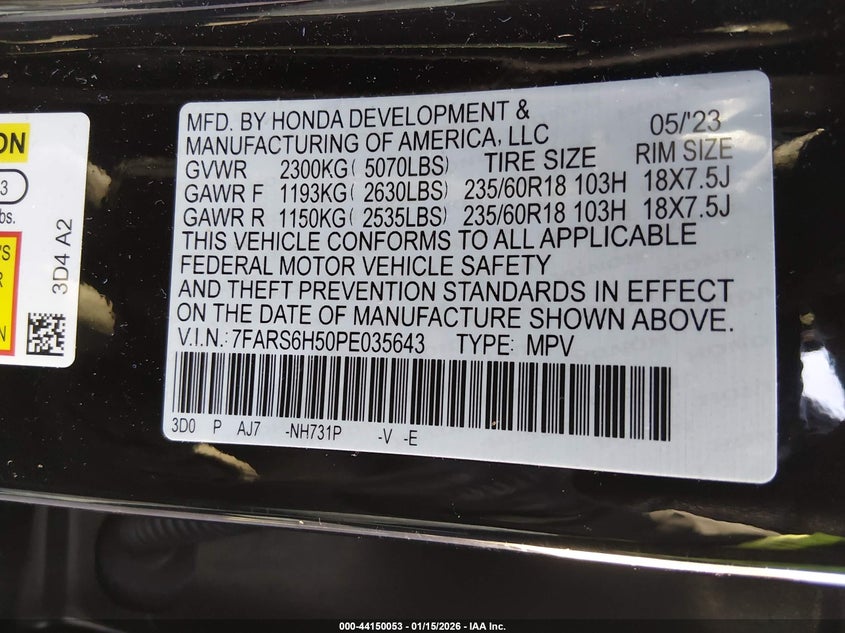 ON
3
bs.
'S
R
N
3D4 A2
MFD. BY HONDA DEVELOPMENT &
MANUFACTURING OF AMERICA, LLC 05/'23
GVWR 2300KG( 5070LBS) TIRE SIZE RIM SIZE
GAWR F 1193KG( 2630LBS) 235/60R18 103H 18X7.5J
GAWR R 1150KG( 2535LBS) 235/60R18 103H 18X7.5J
THIS VEHICLE CONFORMS TO ALL APPLICABLE
FEDERAL MOTOR VEHICLE SAFETY
AND THEFT PREVENTION STANDARDS IN EFFECT
ON THE DATE OF MANUFACTURE SHOWN ABOVE.
V.I.N.: 7FARS6H50PE035643 TYPE: MPV
3D0 P AJ7 -NH731P -V -E
000-44150053 - 01/15/2026 - IAA Inc.